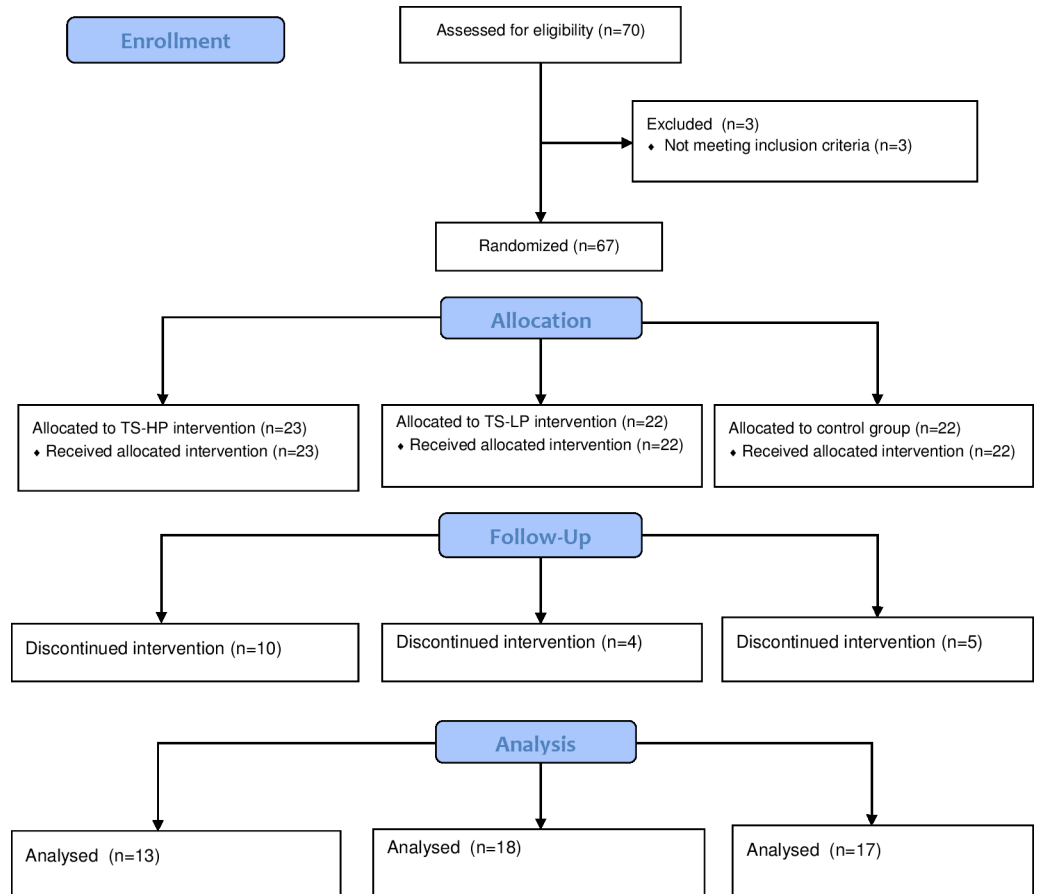 Enrollment
Assessed for eligibility (n=70)
Excluded (n=3)
⬧ Not meeting inclusion criteria (n=3)
Randomized (n=67)
Allocation
Allocated to TS-HP intervention (n=23)
⬧ Received allocated intervention (n=23)
Allocated to TS-LP intervention (n=22)
⬧ Received allocated intervention (n=22)
Allocated to control group (n=22)
⬧ Received allocated intervention (n=22)
Follow-Up
Discontinued intervention (n=10)
Discontinued intervention (n=4)
Discontinued intervention (n=5)
Analysis
Analysed (n=13)
Analysed (n=18)
Analysed (n=17)